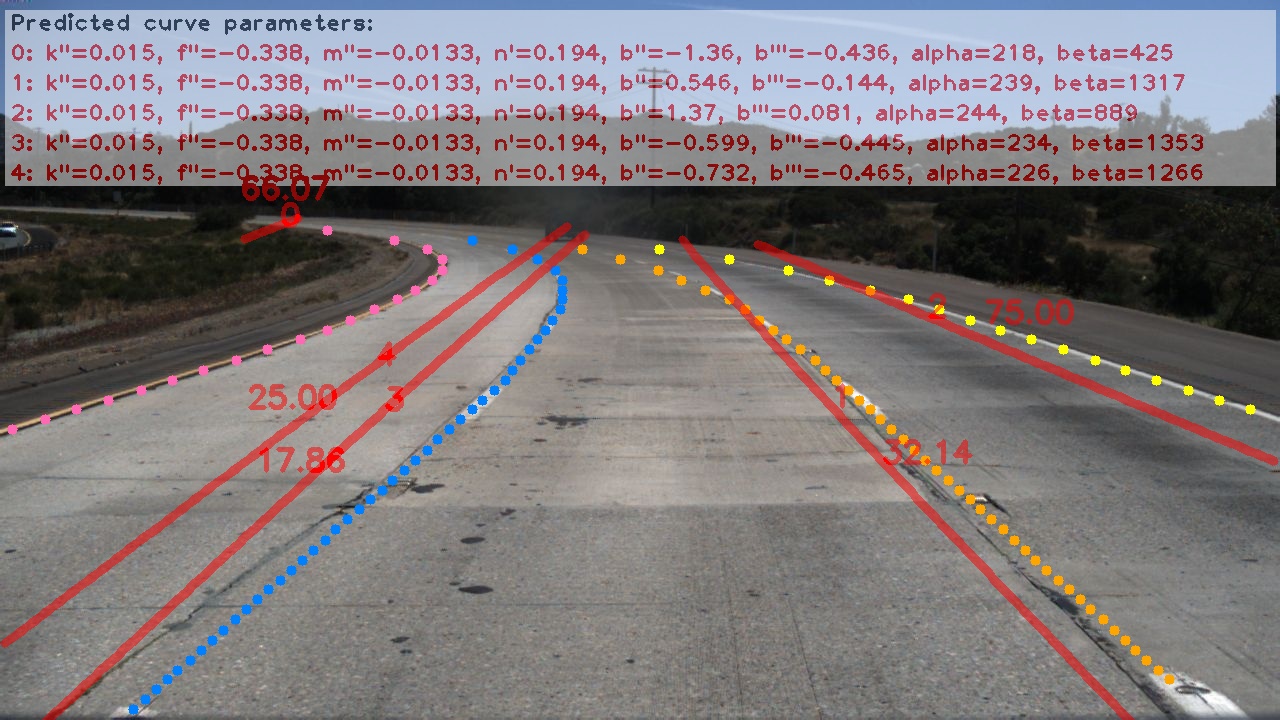 Predicted curve parameters:
0: k''=0.015, f''=−0.338, m''=−0.0133, n'=0.194, b''=−1.36, b'''=−0.436, alpha=218, beta=425
1: k''=0.015, f''=−0.338, m''=−0.0133, n'=0.194, b''=0.546, b'''=−0.144, alpha=239, beta=1317
2: k''=0.015, f''=−0.338, m''=−0.0133, n'=0.194, b''=1.37, b'''=0.081, alpha=244, beta=889
3: k''=0.015, f''=−0.338, m''=−0.0133, n'=0.194, b''=−0.599, b'''=−0.445, alpha=234, beta=1353
4: k''=0.015, f''=−0.338, m''=−0.0133, n'=0.194, b''=−0.732, b'''=−0.465, alpha=226, beta=1266
66.07
0
2 75.00
4
25.00 3 1
17.86 32.14